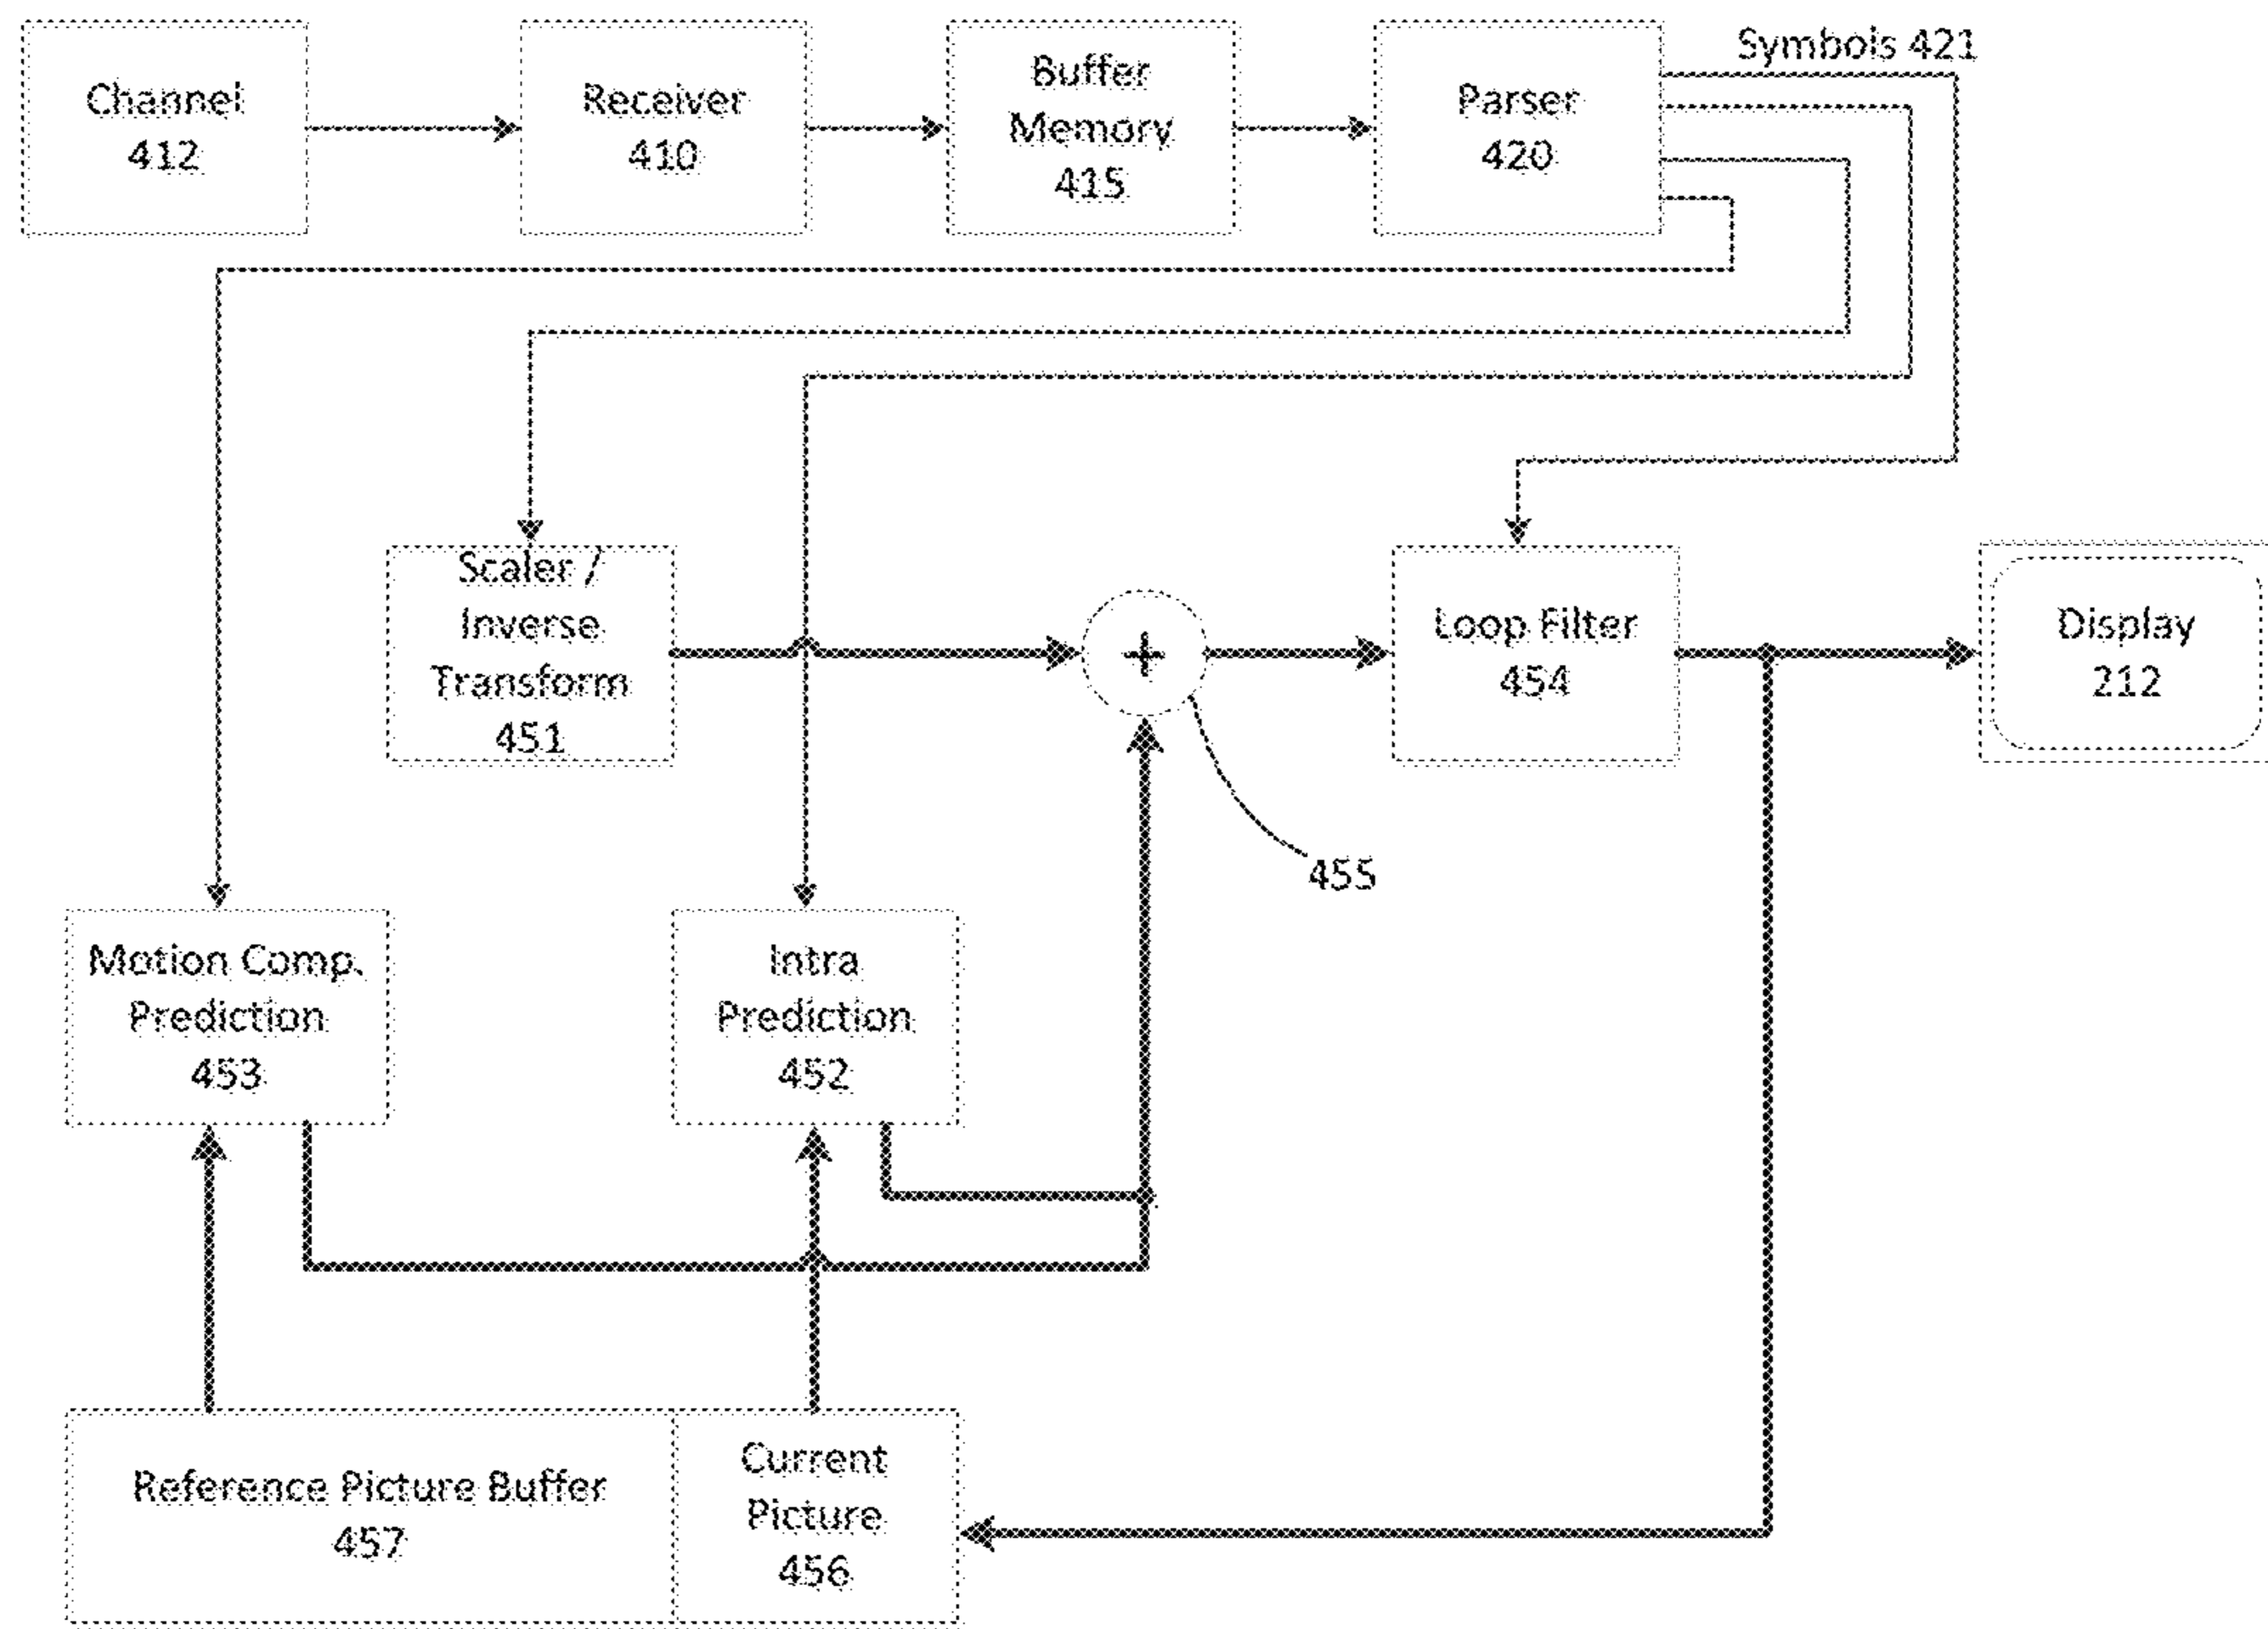 Channel
412
Receiver
410
Buffer
Memory
415
Parser
420
Symbols 421
Scaler /
Inverse
Transform
451
+
Loop Filter
454
Display
212
455
Motion Comp.
Prediction
453
Intra
Prediction
452
Reference Picture Buffer
457
Current
Picture
456